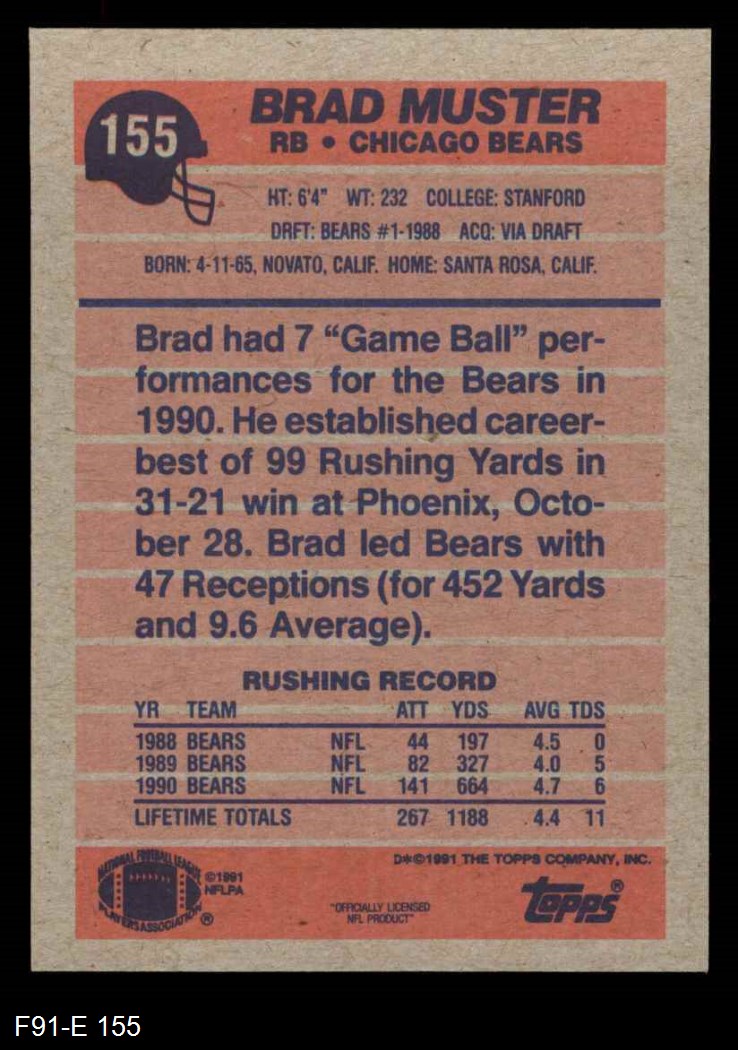 155
BRAD MUSTER
RB • CHICAGO BEARS
HT: 6'4" WT: 232 COLLEGE: STANFORD
DRFT: BEARS #1-1988 ACQ: VIA DRAFT
BORN: 4-11-65, NOVATO, CALIF. HOME: SANTA ROSA, CALIF.
Brad had 7 “Game Ball” per-
formances for the Bears in
1990. He established career-
best of 99 Rushing Yards in
31-21 win at Phoenix, Octo-
ber 28. Brad led Bears with
47 Receptions (for 452 Yards
and 9.6 Average).
RUSHING RECORD
YR TEAM ATT YDS AVG TDS
1988 BEARS NFL 44 197 4.5 0
1989 BEARS NFL 82 327 4.0 5
1990 BEARS NFL 141 664 4.7 6
LIFETIME TOTALS 267 1188 4.4 11
NATIONAL FOOTBALL LEAGUE
PLAYERS ASSOCIATION ®
©1991
NFLPA
D*©1991 THE TOPPS COMPANY, INC.
"OFFICIALLY LICENSED
NFL PRODUCT"
TOPPS®
F91-E 155